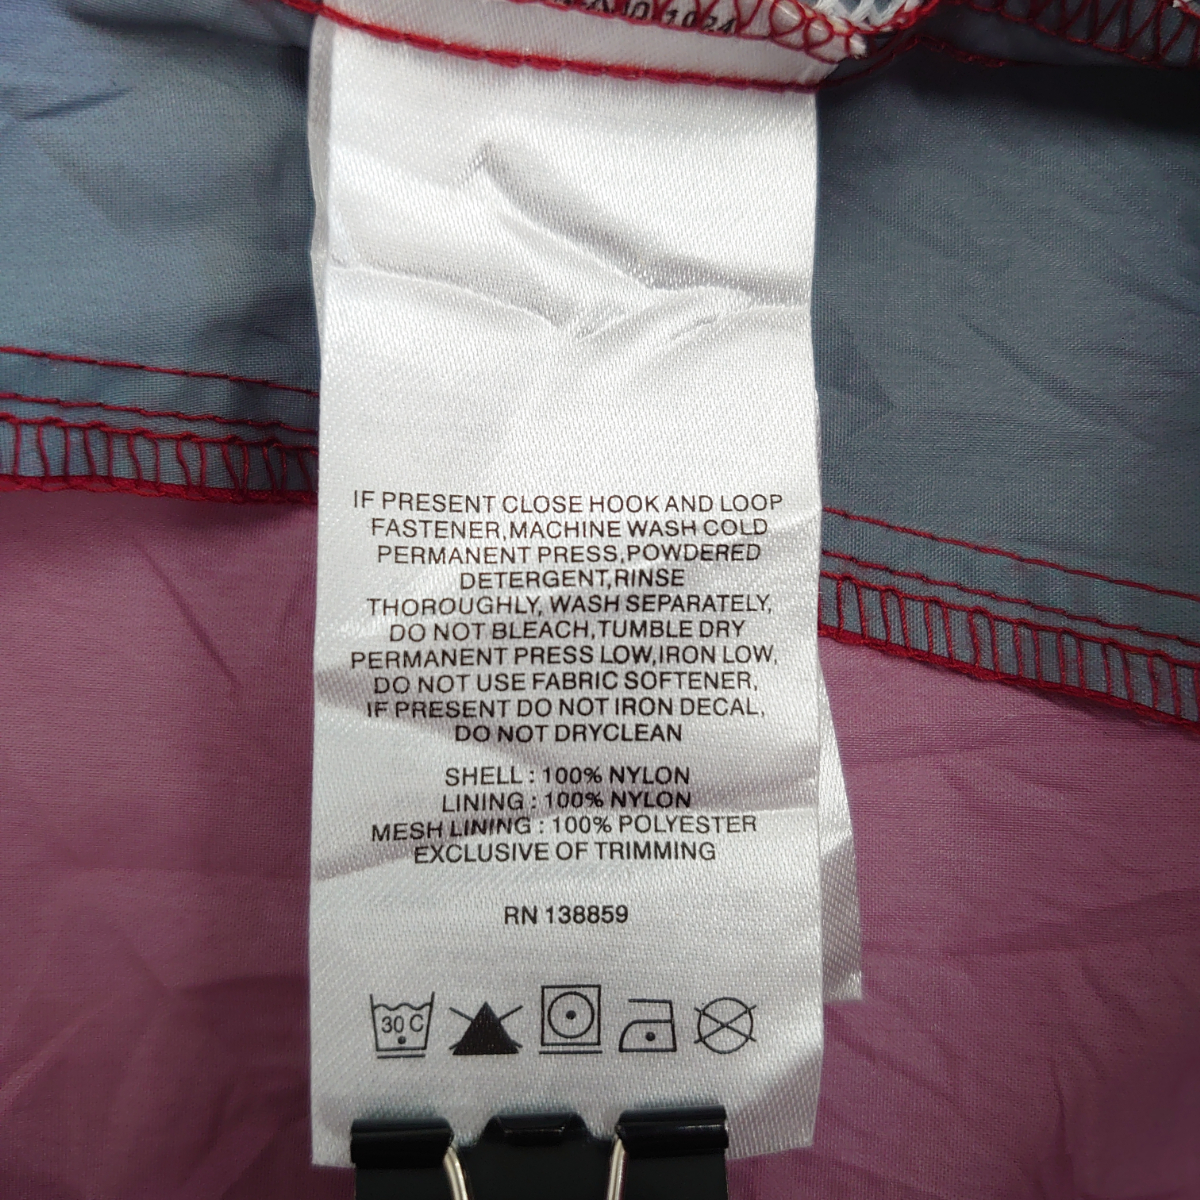 IF PRESENT CLOSE HOOK AND LOOP
FASTENER,MACHINE WASH COLD
PERMANENT PRESS,POWDERED
DETERGENT,RINSE
THOROUGHLY, WASH SEPARATELY,
DO NOT BLEACH,TUMBLE DRY
PERMANENT PRESS LOW,IRON LOW,
DO NOT USE FABRIC SOFTENER,
IF PRESENT DO NOT IRON DECAL,
DO NOT DRYCLEAN
SHELL : 100% NYLON
LINING : 100% NYLON
MESH LINING : 100% POLYESTER
EXCLUSIVE OF TRIMMING
RN 138859
30 C